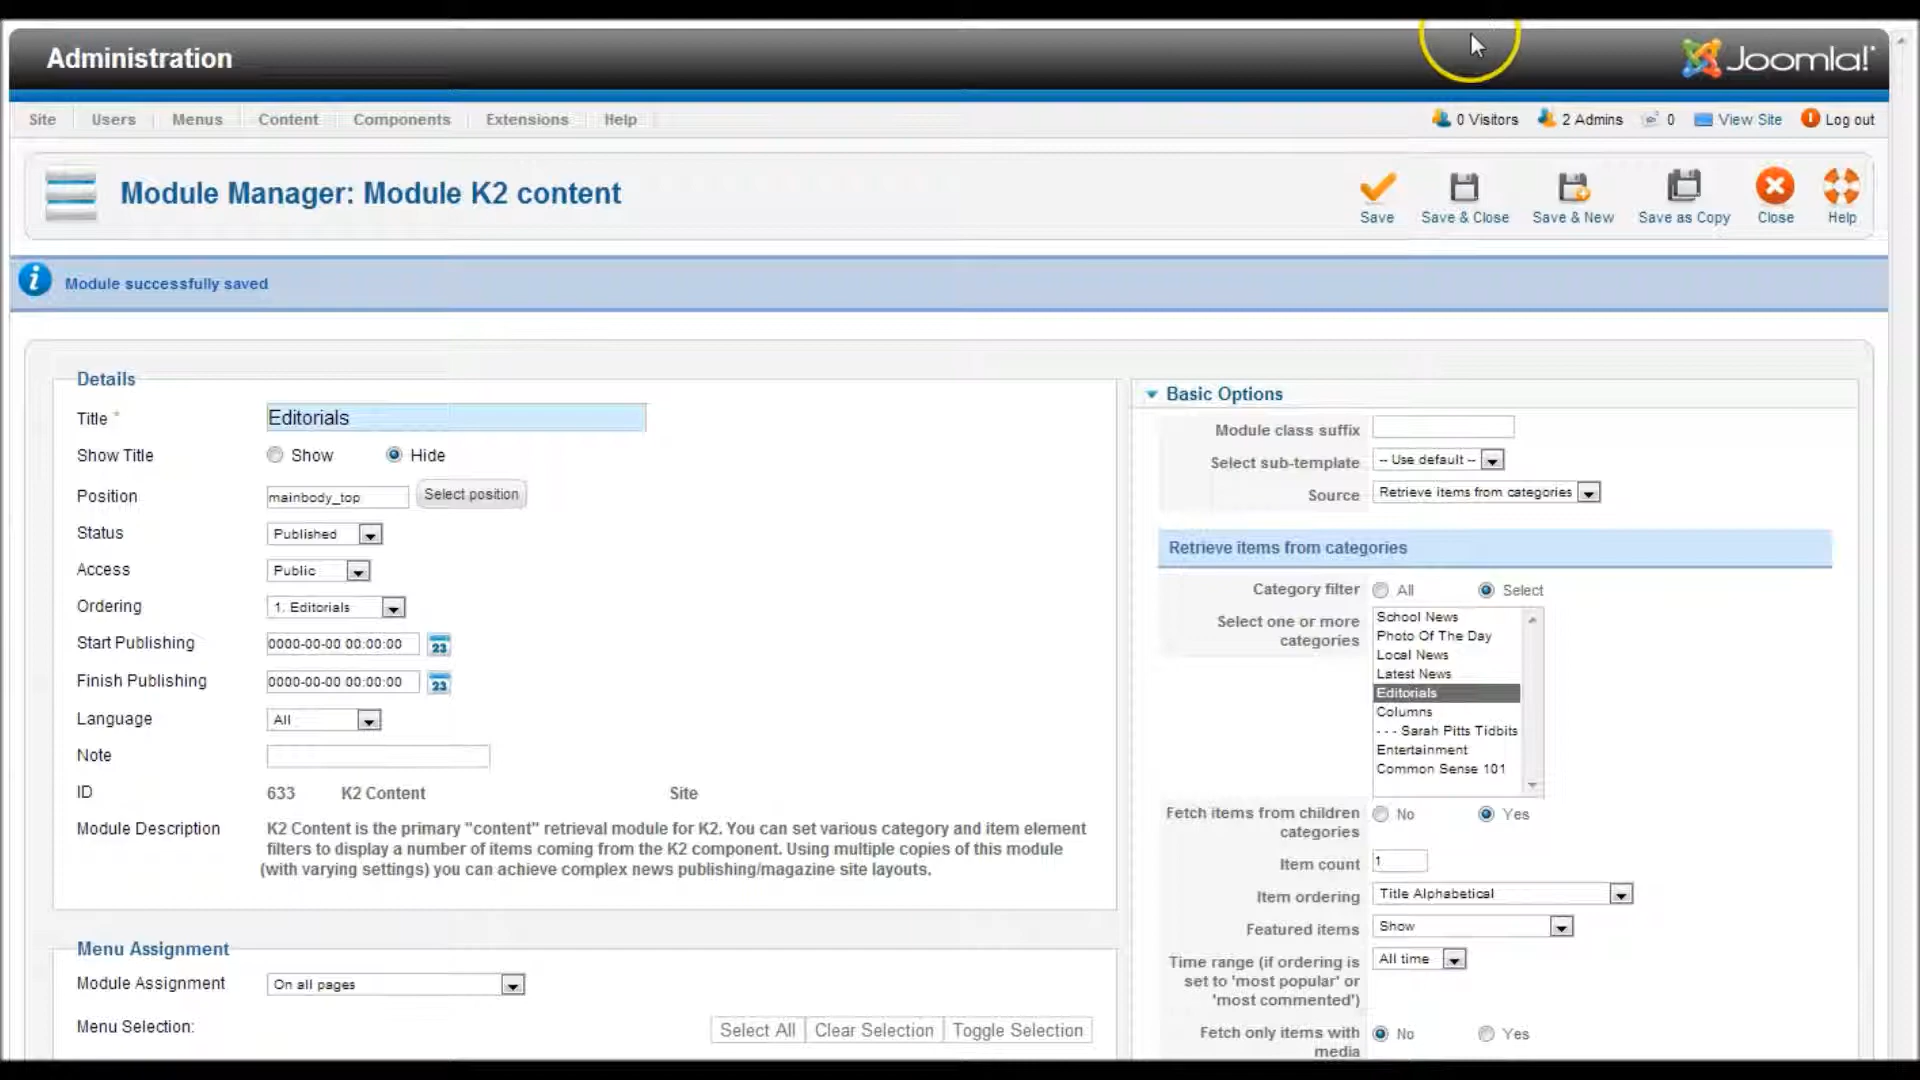 Administration
Joomla!
Site
Users
Menus
Content
Components
Extensions
Help
0 Visitors
2 Admins
0
View Site
Log out
Module Manager: Module K2 content
Save
Save & Close
Save & New
Save as Copy
Close
Help
Module successfully saved
Details
Title *
Editorials
Show Title
Show
Hide
Position
mainbody_top
Select position
Status
Published
Access
Public
Ordering
1. Editorials
Start Publishing
0000-00-00 00:00:00
23
Finish Publishing
0000-00-00 00:00:00
23
Language
All
Note
ID
633
K2 Content
Site
Module Description
K2 Content is the primary "content" retrieval module for K2. You can set various category and item element
filters to display a number of items coming from the K2 component. Using multiple copies of this module
(with varying settings) you can achieve complex news publishing/magazine site layouts.
Menu Assignment
Module Assignment
On all pages
Menu Selection:
Select All
Clear Selection
Toggle Selection
Basic Options
Module class suffix
Select sub-template
-- Use default --
Source
Retrieve items from categories
Retrieve items from categories
Category filter
All
Select
Select one or more
categories
School News
Photo Of The Day
Local News
Latest News
Editorials
Columns
- - - Sarah Pitts Tidbits
Entertainment
Common Sense 101
Fetch items from children
categories
No
Yes
Item count
1
Item ordering
Title Alphabetical
Featured items
Show
Time range (if ordering is
set to 'most popular' or
'most commented')
All time
Fetch only items with
media
No
Yes